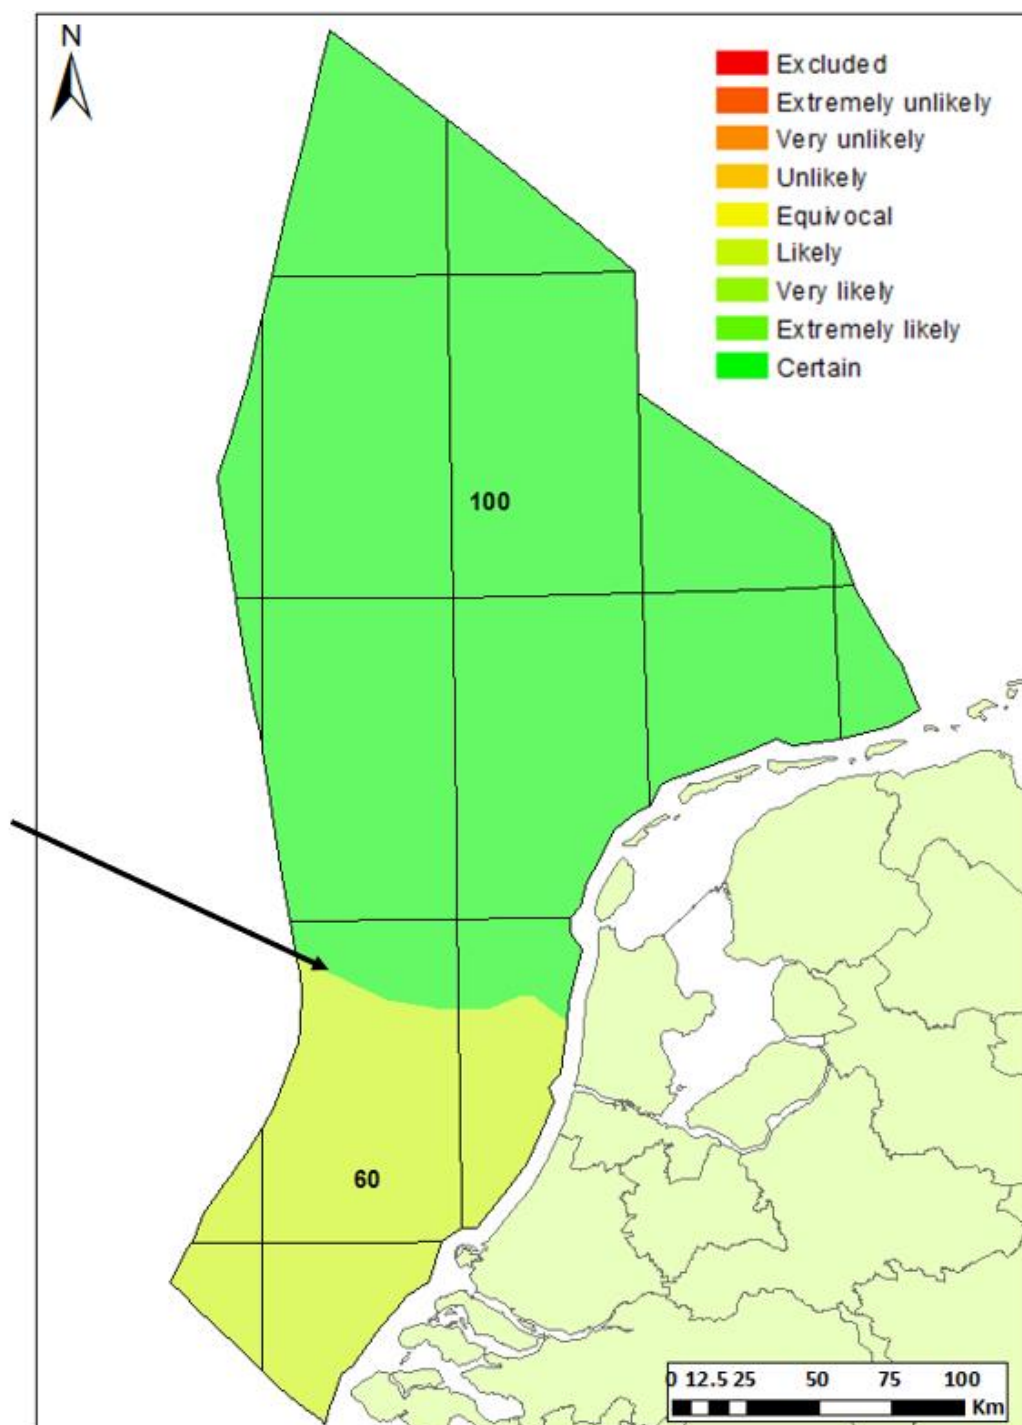 N
Excluded
Extremely unlikely
Very unlikely
Unlikely
Equivocal
Likely
Very likely
Extremely likely
Certain
100
60
0 12.5 25 50 75 100
Km